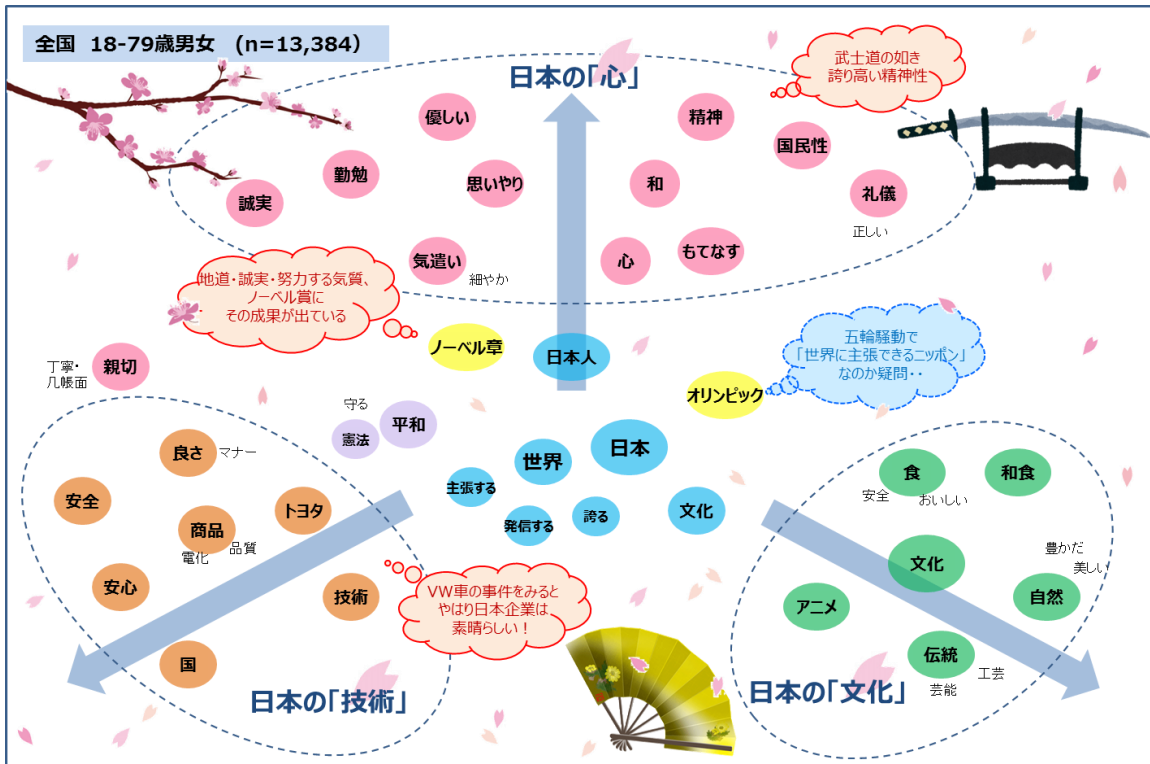 全国 18-79歳男女 (n=13,384)
日本の「心」
武士道の如き
誇り高い精神性
優しい
精神
国民性
勤勉
思いやり
和
誠実
礼儀
正しい
気遣い
細やか
心
もてなす
地道・誠実・努力する気質、
ノーベル賞に
その成果が出ている
ノーベル章
日本人
五輪騒動で
「世界に主張できるニッポン」
なのか疑問・・
オリンピック
親切
丁寧・
几帳面
守る
憲法
平和
日本
世界
主張する
発信する
誇る
文化
良さ
マナー
安全
トヨタ
商品
電化
品質
安心
技術
国
VW車の事件をみると
やはり日本企業は
素晴らしい！
日本の「技術」
食
安全
おいしい
和食
文化
豊かだ
美しい
自然
アニメ
伝統
工芸
芸能
日本の「文化」